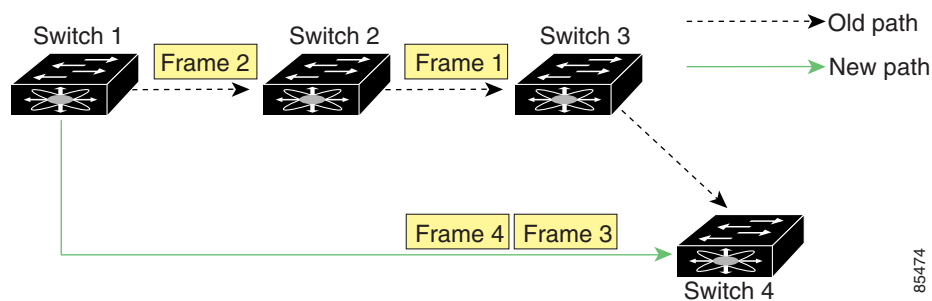 Switch 1
Switch 2
Switch 3
Old path
Frame 2
Frame 1
New path
Frame 4
Frame 3
Switch 4
85474